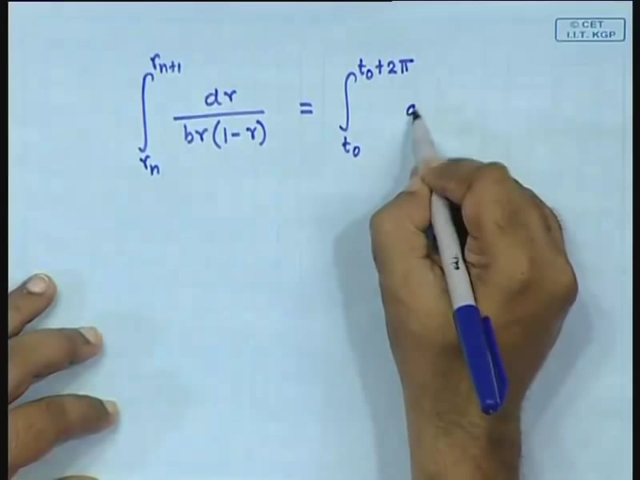 © CET
I.I.T. KGP
∫_{r_n}^{r_{n+1}} dr / br(1-r) = ∫_{t_0}^{t_0+2π}